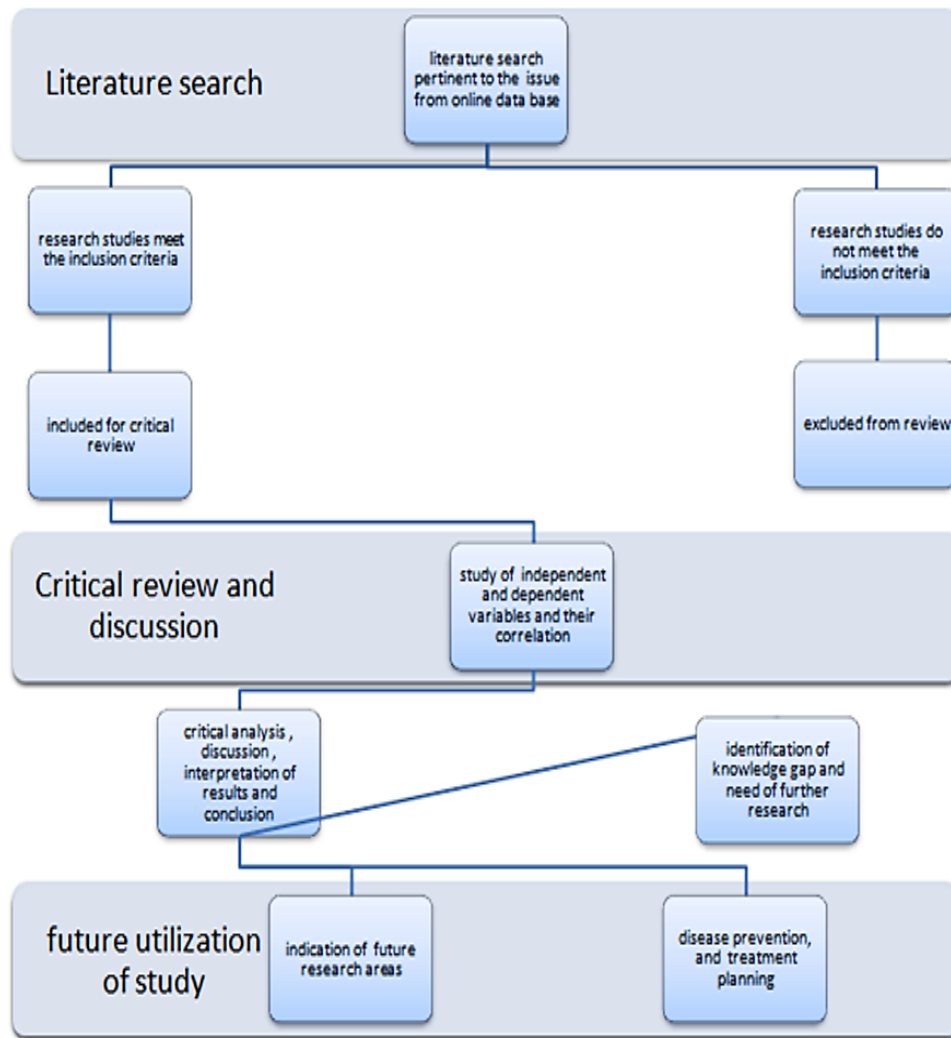 Literature search
literature search
pertinent to the issue
from online data base
research studies meet
the inclusion criteria
research studies do
not meet the
inclusion criteria
included for critical
review
excluded from review
Critical review and
discussion
study of independent
and dependent
variables and their
correlation
critical analysis ,
discussion ,
interpretation of
results and
conclusion
identification of
knowledge gap and
need of further
research
future utilization
of study
indication of future
research areas
disease prevention,
and treatment
planning